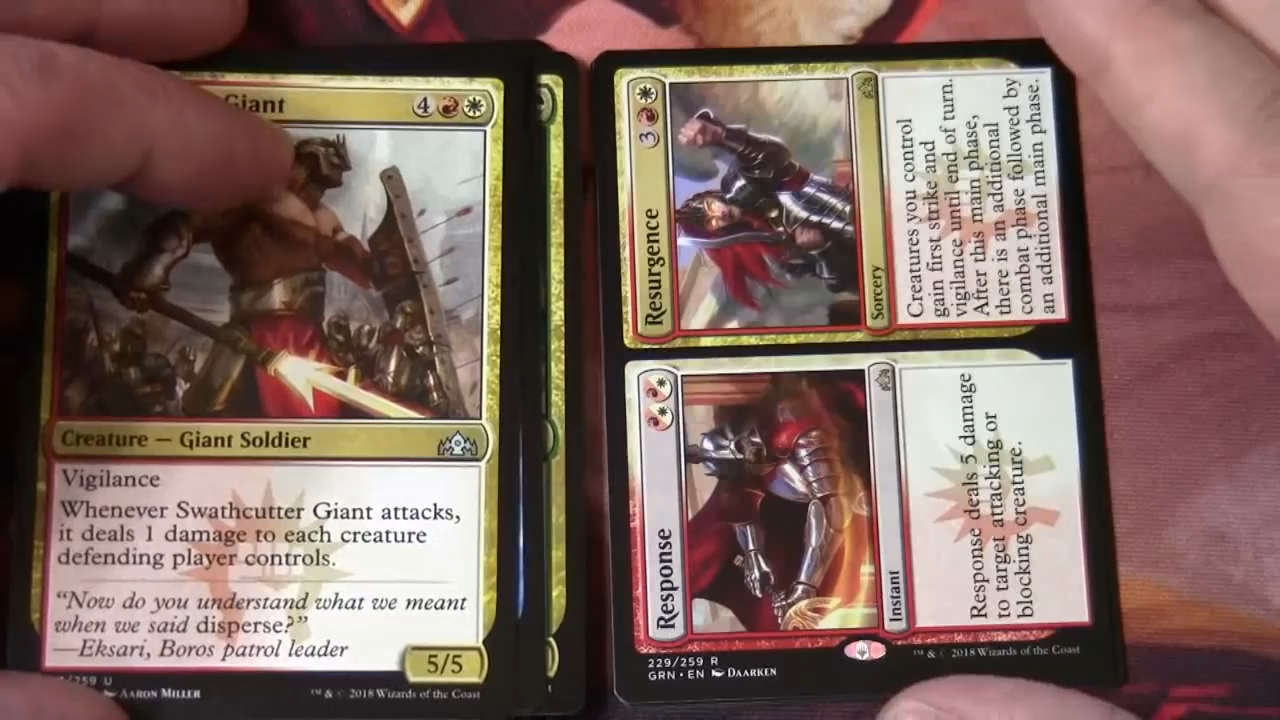 Giant 4
Creature — Giant Soldier
Vigilance
Whenever Swathcutter Giant attacks,
it deals 1 damage to each creature
defending player controls.
“Now do you understand what we meant
when we said disperse?”
—Eksari, Boros patrol leader
5/5
/259 U
AARON MILLER
™ & © 2018 Wizards of the Coast
Response
Instant
Response deals 5 damage
to target attacking or
blocking creature.
Resurgence 3
Sorcery
Creatures you control
gain first strike and
vigilance until end of turn.
After this main phase,
there is an additional
combat phase followed by
an additional main phase.
229/259 R
GRN • EN DAARKEN
™ & © 2018 Wizards of the Coast